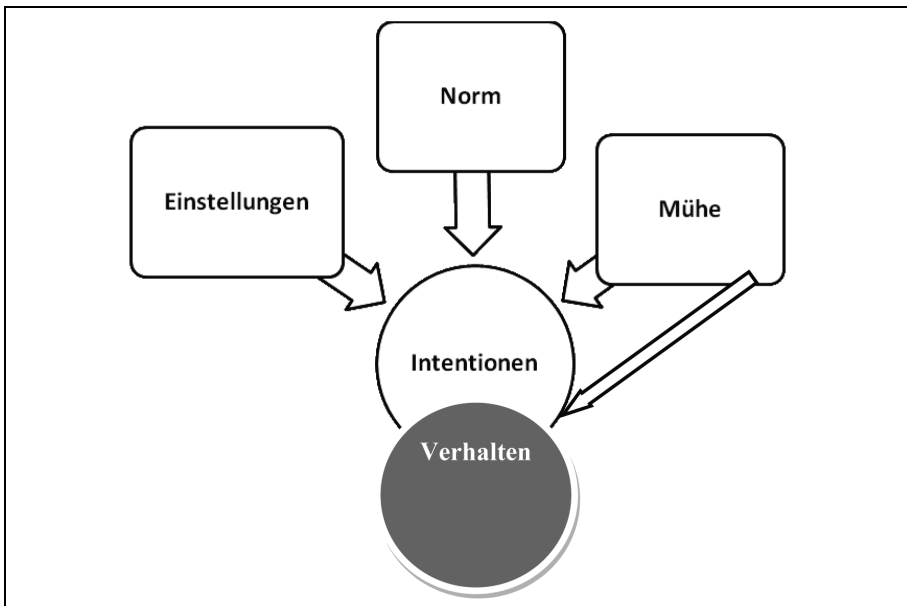 Norm
Einstellungen
Mühe
Intentionen
Verhalten